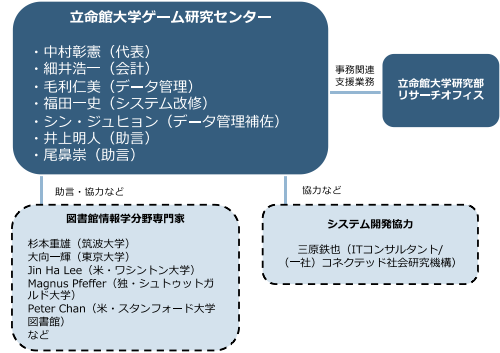 立命館大学ゲーム研究センター
・中村彰憲（代表）
・細井浩一（会計）
・毛利仁美（データ管理）
・福田一史（システム改修）
・シン・ジュヒョン（データ管理補佐）
・井上明人（助言）
・尾鼻崇（助言）
事務関連
支援業務
立命館大学研究部
リサーチオフィス
助言・協力など
協力など
図書館情報学分野専門家
杉本重雄（筑波大学）
大向一輝（東京大学）
Jin Ha Lee（米・ワシントン大学）
Magnus Pfeffer（独・シュトゥットガ
ルド大学）
Peter Chan（米・スタンフォード大学
図書館）
など
システム開発協力
三原鉄也（ITコンサルタント/
（一社）コネクテッド社会研究機構）